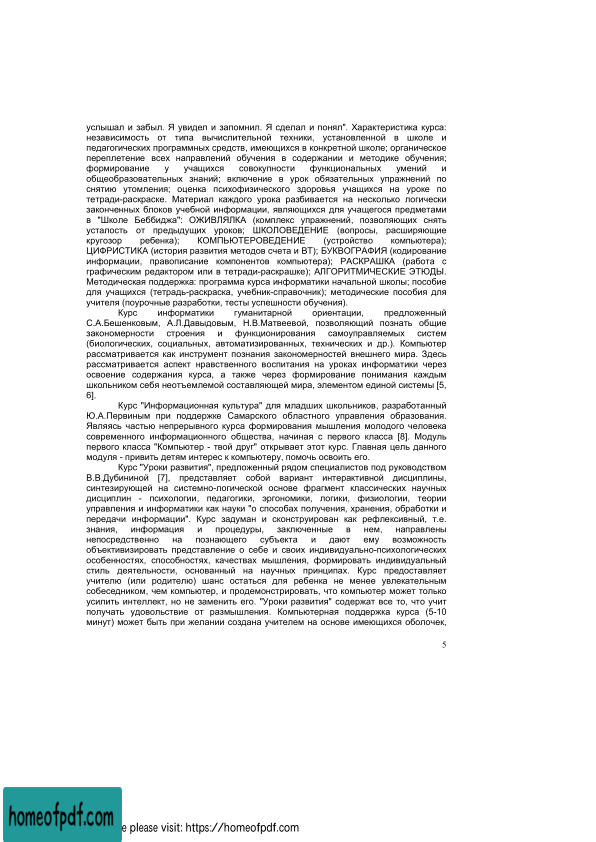 услышал и забыл. Я увидел и запомнил. Я сделал и понял". Характеристика курса:
независимость от типа вычислительной техники, установленной в школе и
педагогических программных средств, имеющихся в конкретной школе; органическое
переплетение всех направлений обучения в содержании и методике обучения;
формирование у учащихся совокупности функциональных умений и
общеобразовательных знаний; включение в урок обязательных упражнений по
снятию утомления; оценка психофизического здоровья учащихся на уроке по
тетради-раскраске. Материал каждого урока разбивается на несколько логически
законченных блоков учебной информации, являющихся для учащегося предметами
в "Школе Беббиджа": ОЖИВЛЯЛКА (комплекс упражнений, позволяющих снять
усталость от предыдущих уроков; ШКОЛОВЕДЕНИЕ (вопросы, расширяющие
кругозор ребенка); КОМПЬЮТЕРОВЕДЕНИЕ (устройство компьютера);
ЦИФРИСТИКА (история развития методов счета и ВТ); БУКВОГРАФИЯ (кодирование
информации, правописание компонентов компьютера); РАСКРАШКА (работа с
графическим редактором или в тетради-раскрашке); АЛГОРИТМИЧЕСКИЕ ЭТЮДЫ.
Методическая поддержка: программа курса информатики начальной школы; пособие
для учащихся (тетрадь-раскраска, учебник-справочник); методические пособия для
учителя (поурочные разработки, тесты успешности обучения).
Курс информатики гуманитарной ориентации, предложенный
С.А.Бешенковым, А.Л.Давыдовым, Н.В.Матвеевой, позволяющий познать общие
закономерности строения и функционирования самоуправляемых систем
(биологических, социальных, автоматизированных, технических и др.). Компьютер
рассматривается как инструмент познания закономерностей внешнего мира. Здесь
рассматривается аспект нравственного воспитания на уроках информатики через
освоение содержания курса, а также через формирование понимания каждым
школьником себя неотъемлемой составляющей мира, элементом единой системы [5,
6].
Курс "Информационная культура" для младших школьников, разработанный
Ю.А.Первиным при поддержке Самарского областного управления образования.
Являясь частью непрерывного курса формирования мышления молодого человека
современного информационного общества, начиная с первого класса [8]. Модуль
первого класса "Компьютер - твой друг" открывает этот курс. Главная цель данного
модуля - привить детям интерес к компьютеру, помочь освоить его.
Курс "Уроки развития", предложенный рядом специалистов под руководством
В.В.Дубининой [7], представляет собой вариант интерактивной дисциплины,
синтезирующей на системно-логической основе фрагмент классических научных
дисциплин - психологии, педагогики, эргономики, логики, физиологии, теории
управления и информатики как науки "о способах получения, хранения, обработки и
передачи информации". Курс задуман и сконструирован как рефлексивный, т.е.
знания, информация и процедуры, заключенные в нем, направлены
непосредственно на познающего субъекта и дают ему возможность
объективизировать представление о себе и своих индивидуально-психологических
особенностях, способностях, качествах мышления, формировать индивидуальный
стиль деятельности, основанный на научных принципах. Курс предоставляет
учителю (или родителю) шанс остаться для ребенка не менее увлекательным
собеседником, чем компьютер, и продемонстрировать, что компьютер может только
усилить интеллект, но не заменить его. "Уроки развития" содержат все то, что учит
получать удовольствие от размышления. Компьютерная поддержка курса (5-10
минут) может быть при желании создана учителем на основе имеющихся оболочек,
5
homeofpdf.com
e please visit: https://homeofpdf.com